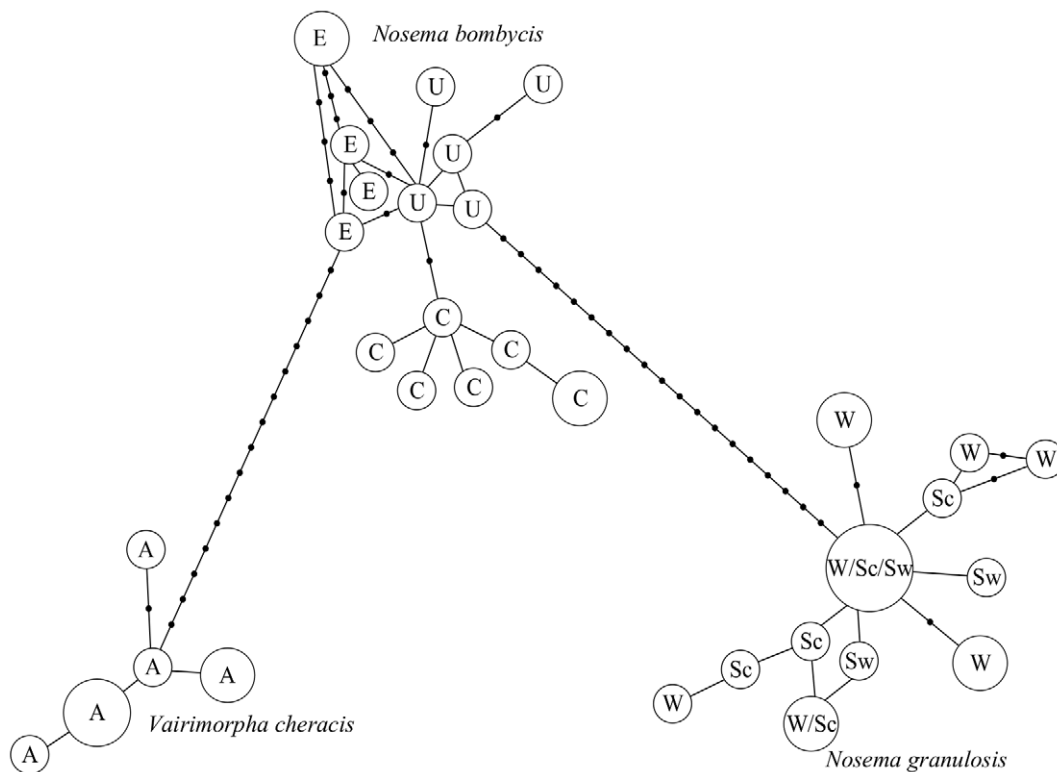 E
Nosema bombycis
U
U
E
U
E
U
U
E
C
C
C
C
C
C
W
W
W
Sc
A
W/Sc/Sw
Sw
Sc
Sw
W
A
A
Sc
W
A
W/Sc
Vairimorpha cheracis
A
Nosema granulosis